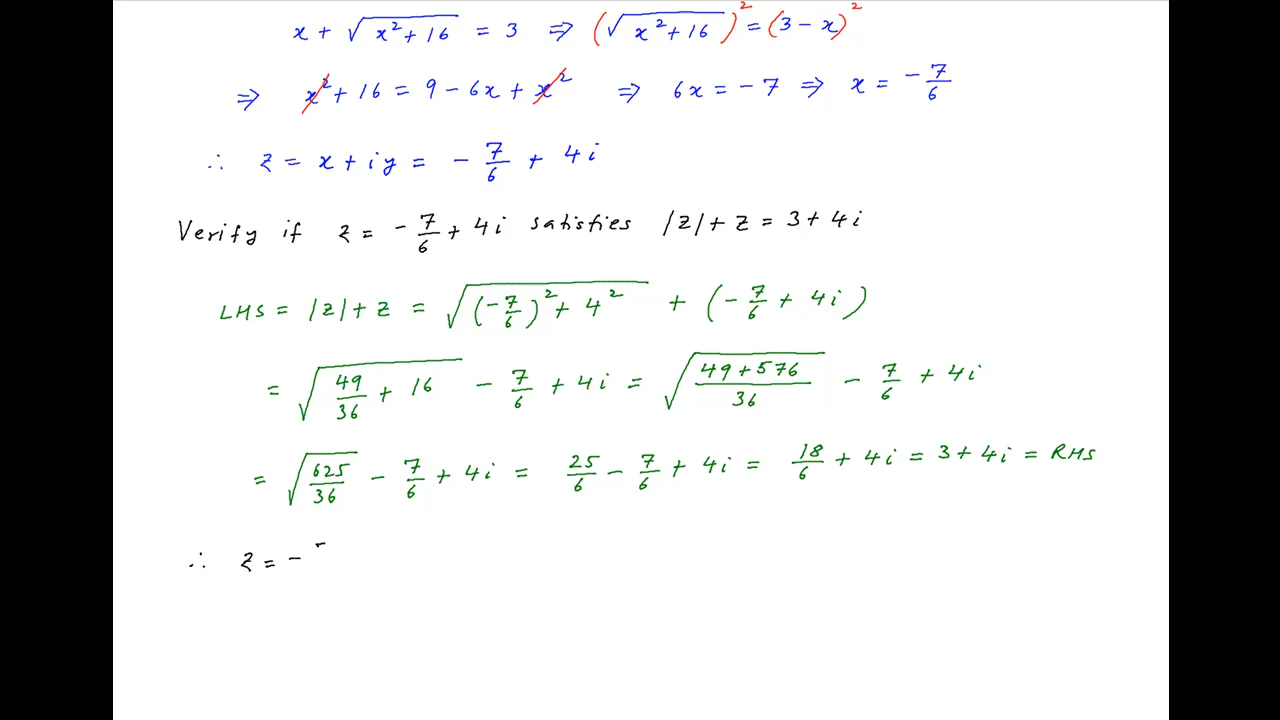 x + √(x² + 16) = 3 ⇒ (√(x² + 16))² = (3 − x)²
⇒ x² + 16 = 9 − 6x + x² ⇒ 6x = −7 ⇒ x = −7/6
∴ z = x + iy = −7/6 + 4i
Verify if z = −7/6 + 4i satisfies |z| + z = 3 + 4i
LHS = |z| + z = √((−7/6)² + 4²) + (−7/6 + 4i)
= √(49/36 + 16) − 7/6 + 4i = √((49 + 576)/36) − 7/6 + 4i
= √(625/36) − 7/6 + 4i = 25/6 − 7/6 + 4i = 18/6 + 4i = 3 + 4i = RHS
∴ z = −